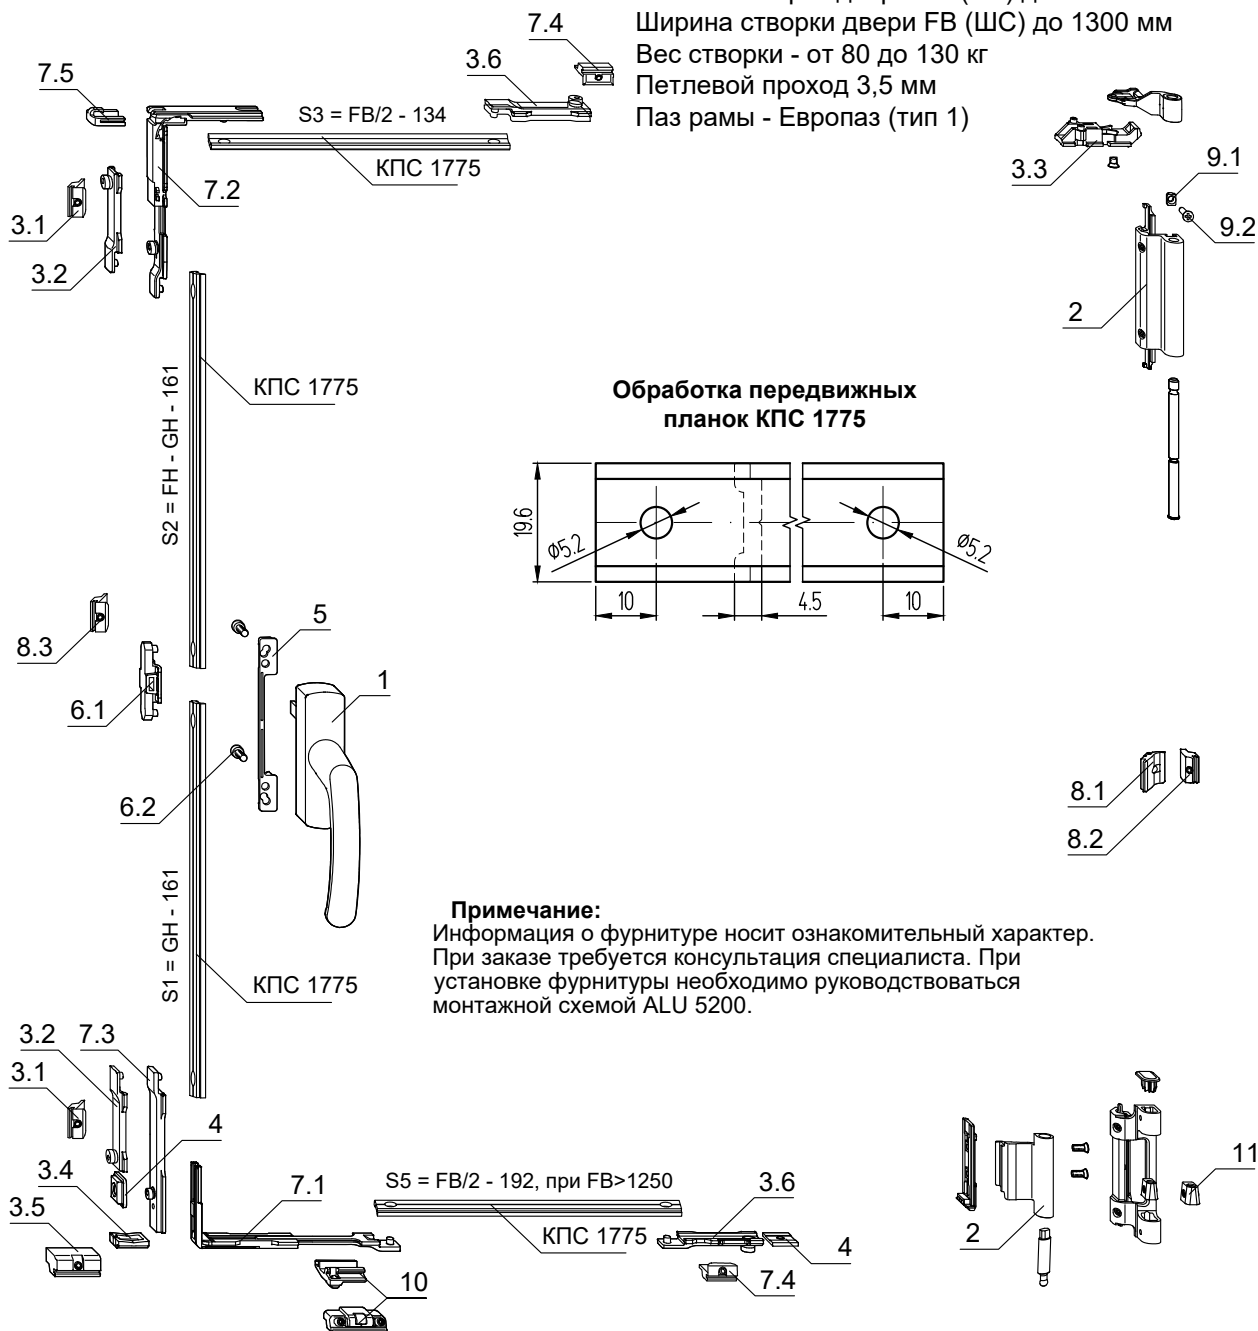 Ширина створки двери FB (ШС) до 1300 мм
Вес створки - от 80 до 130 кг
Петлевой проход 3,5 мм
Паз рамы - Европаз (тип 1)
7.4
3.6
7.5
S3 = FB/2 - 134
КПС 1775
7.2
3.1
3.2
3.3
9.1
9.2
2
S2 = FH - GH - 161
КПС 1775
Обработка передвижных
планок КПС 1775
19.6
Ø5.2
Ø5.2
10
4.5
10
8.3
6.1
5
1
6.2
8.1
8.2
S1 = GH - 161
КПС 1775
Примечание:
Информация о фурнитуре носит ознакомительный характер.
При заказе требуется консультация специалиста. При
установке фурнитуры необходимо руководствоваться
монтажной схемой ALU 5200.
3.2
7.3
3.1
4
3.4
3.5
7.1
S5 = FB/2 - 192, при FB>1250
КПС 1775
3.6
4
7.4
10
2
11